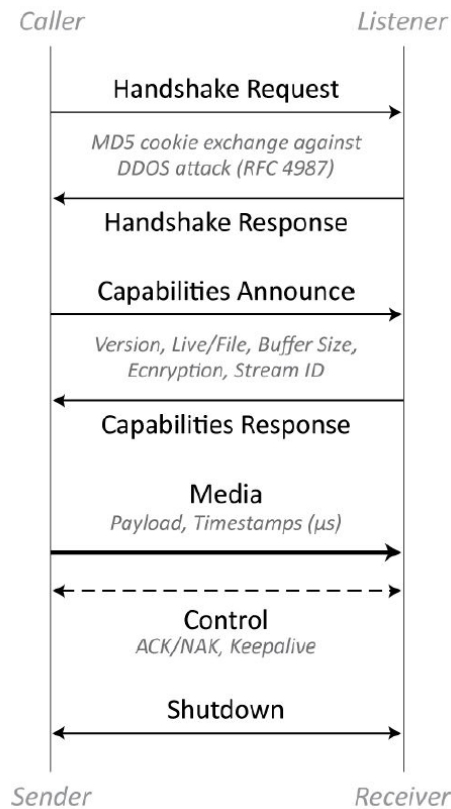 Caller Listener
Handshake Request
MD5 cookie exchange against
DDOS attack (RFC 4987)
Handshake Response
Capabilities Announce
Version, Live/File, Buffer Size,
Ecnryption, Stream ID
Capabilities Response
Media
Payload, Timestamps (µs)
Control
ACK/NAK, Keepalive
Shutdown
Sender Receiver